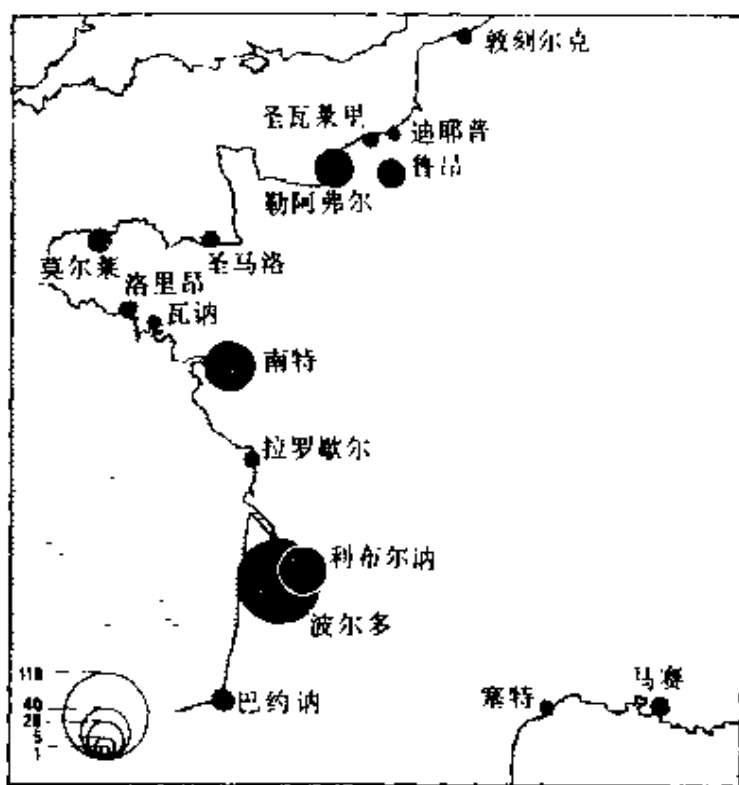 敦刻尔克
圣瓦莱里
迪耶普
鲁昂
勒阿弗尔
莫尔莱
圣马洛
洛里昂
瓦讷
南特
拉罗歇尔
利布尔讷
波尔多
巴约讷
塞特
马赛
110
40
20
5
1